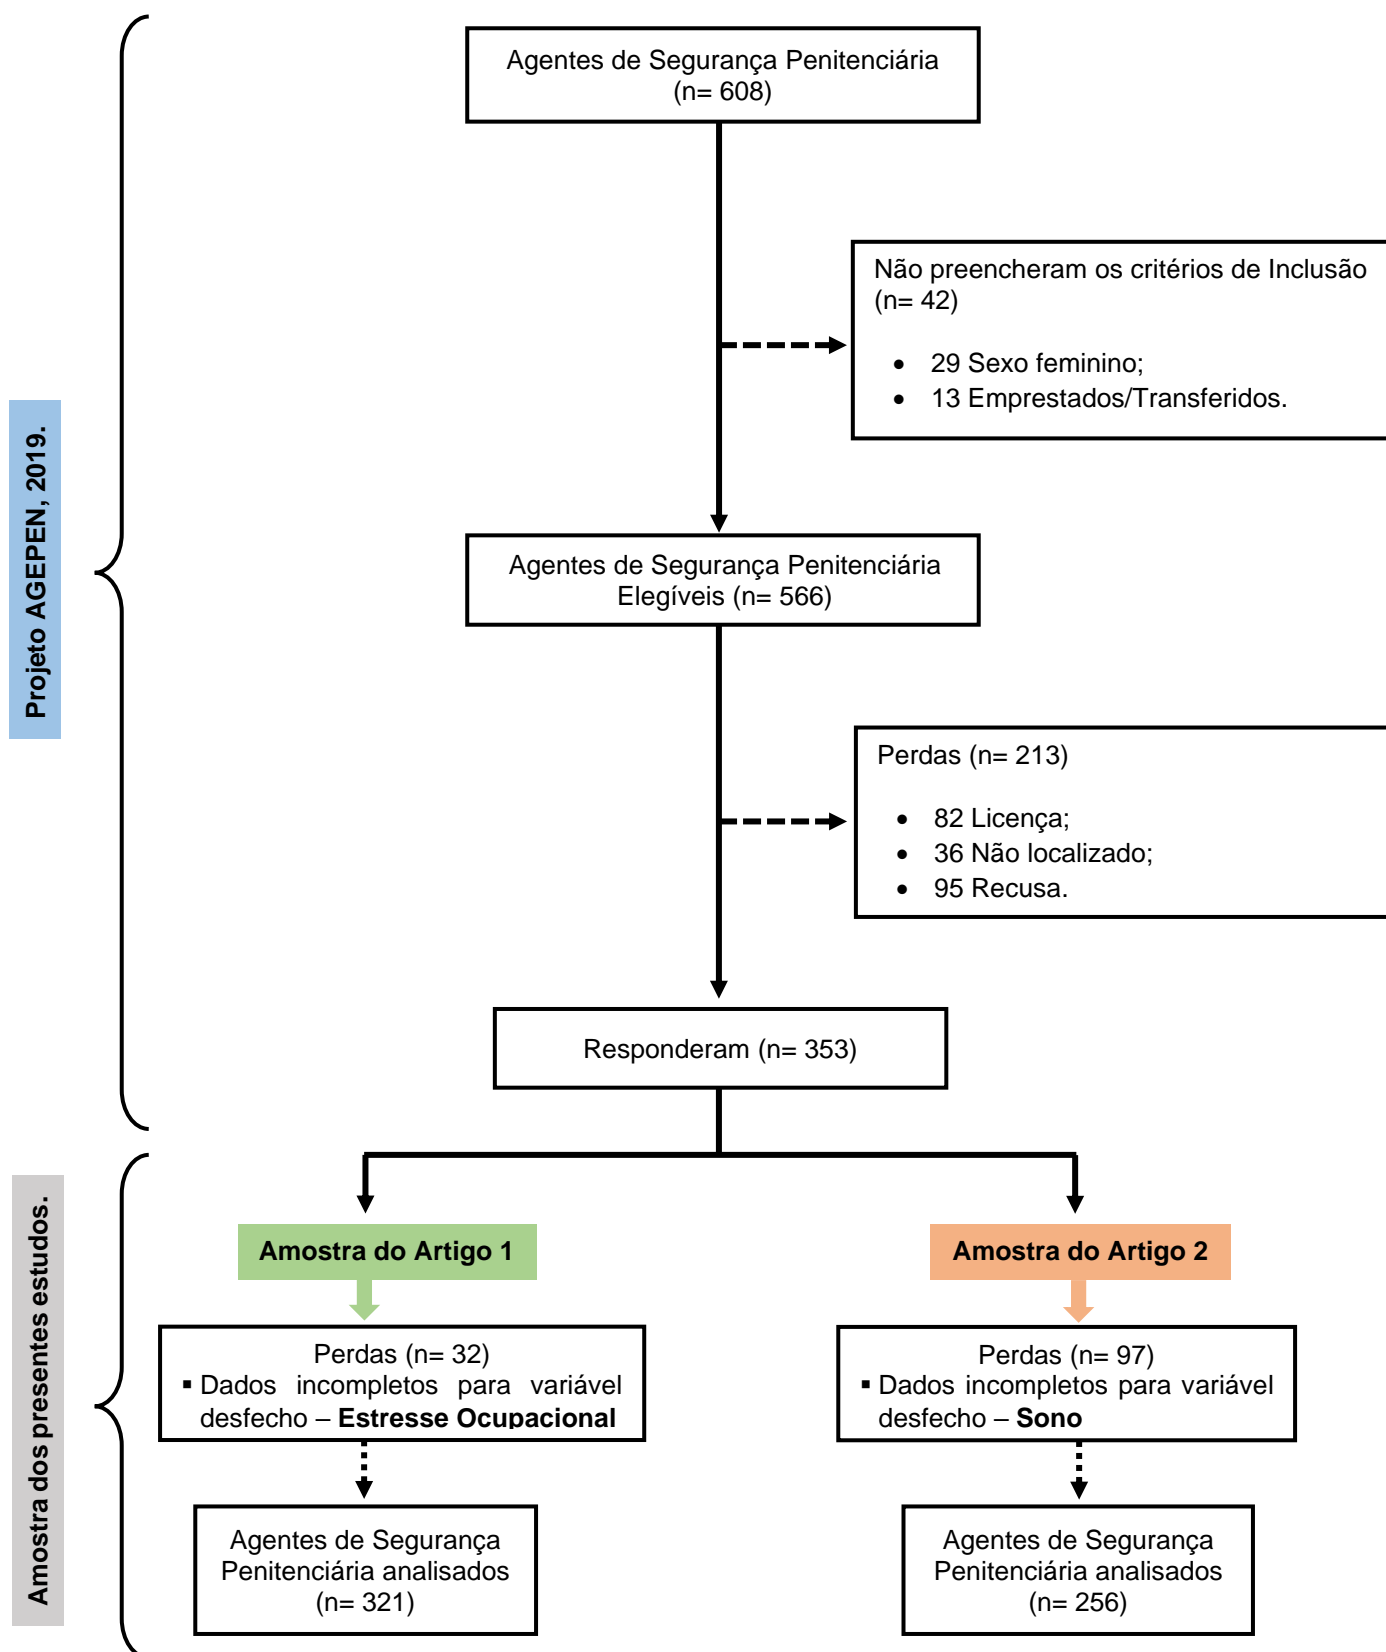 Agentes de Segurança Penitenciária
(n= 608)
Não preencheram os critérios de Inclusão
(n= 42)
• 29 Sexo feminino;
• 13 Emprestados/Transferidos.
Projeto AGEPEN, 2019.
Agentes de Segurança Penitenciária
Elegíveis (n= 566)
Perdas (n= 213)
• 82 Licença;
• 36 Não localizado;
• 95 Recusa.
Responderam (n= 353)
Amostra dos presentes estudos.
Amostra do Artigo 1
Perdas (n= 32)
▪ Dados incompletos para variável
desfecho – Estresse Ocupacional
Agentes de Segurança
Penitenciária analisados
(n= 321)
Amostra do Artigo 2
Perdas (n= 97)
▪ Dados incompletos para variável
desfecho – Sono
Agentes de Segurança
Penitenciária analisados
(n= 256)